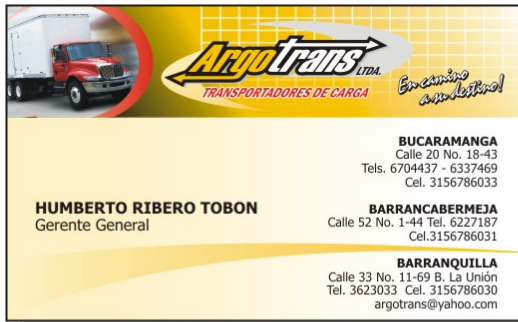 Argotrans LTDA.
TRANSPORTADORES DE CARGA
En camino
a su destino!
BUCARAMANGA
Calle 20 No. 18-43
Tels. 6704437 - 6337469
Cel. 3156786033
HUMBERTO RIBERO TOBON
Gerente General
BARRANCABERMEJA
Calle 52 No. 1-44 Tel. 6227187
Cel.3156786031
BARRANQUILLA
Calle 33 No. 11-69 B. La Unión
Tel. 3623033 Cel. 3156786030
argotrans@yahoo.com